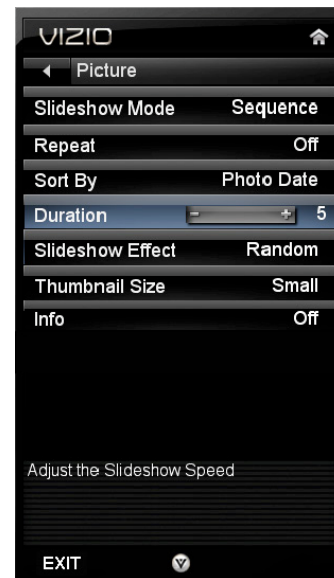 VIZIO
Picture
Slideshow Mode Sequence
Repeat Off
Sort By Photo Date
Duration - + 5
Slideshow Effect Random
Thumbnail Size Small
Info Off
Adjust the Slideshow Speed
EXIT V